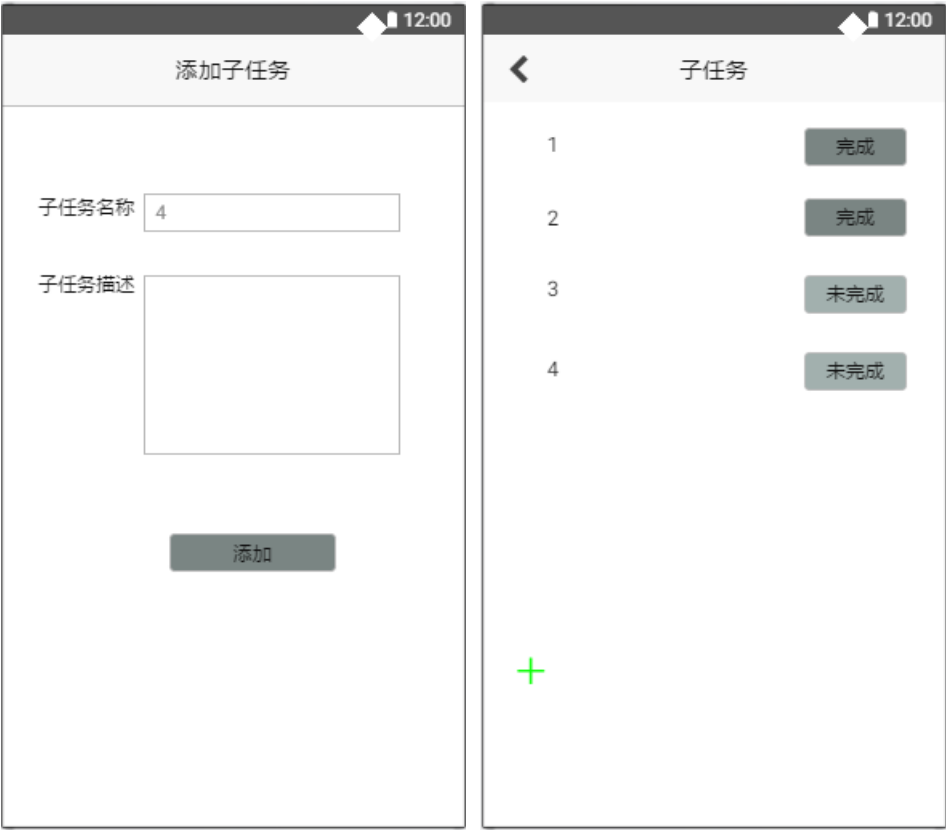 12:00
添加子任务
子任务名称 4
子任务描述
添加
12:00
子任务
1 完成
2 完成
3 未完成
4 未完成